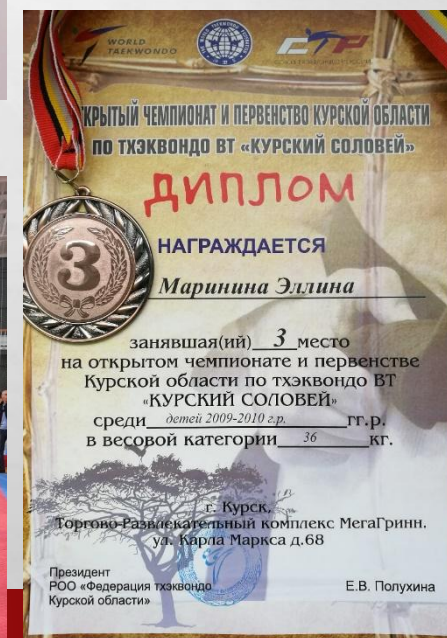 WORLD
TAEKWONDO
КРЫТЫЙ ЧЕМПИОНАТ И ПЕРВЕНСТВО КУРСКОЙ ОБЛАСТИ
ПО ТХЭКВОНДО ВТ «КУРСКИЙ СОЛОВЕЙ»
ДИПЛОМ
НАГРАЖДАЕТСЯ
3
Маринина Эллина
занявшая(ий) 3 место
на открытом чемпионате и первенстве
Курской области по тхэквондо ВТ
«КУРСКИЙ СОЛОВЕЙ»
среди детей 2009-2010 г.р. гг.р.
в весовой категории 36 кг.
г. Курск,
Торгово-Развлекательный комплекс МегаГринн.
ул. Карла Маркса д.68
Президент
РОО «Федерация тхэквондо
Курской области»
Е.В. Полухина